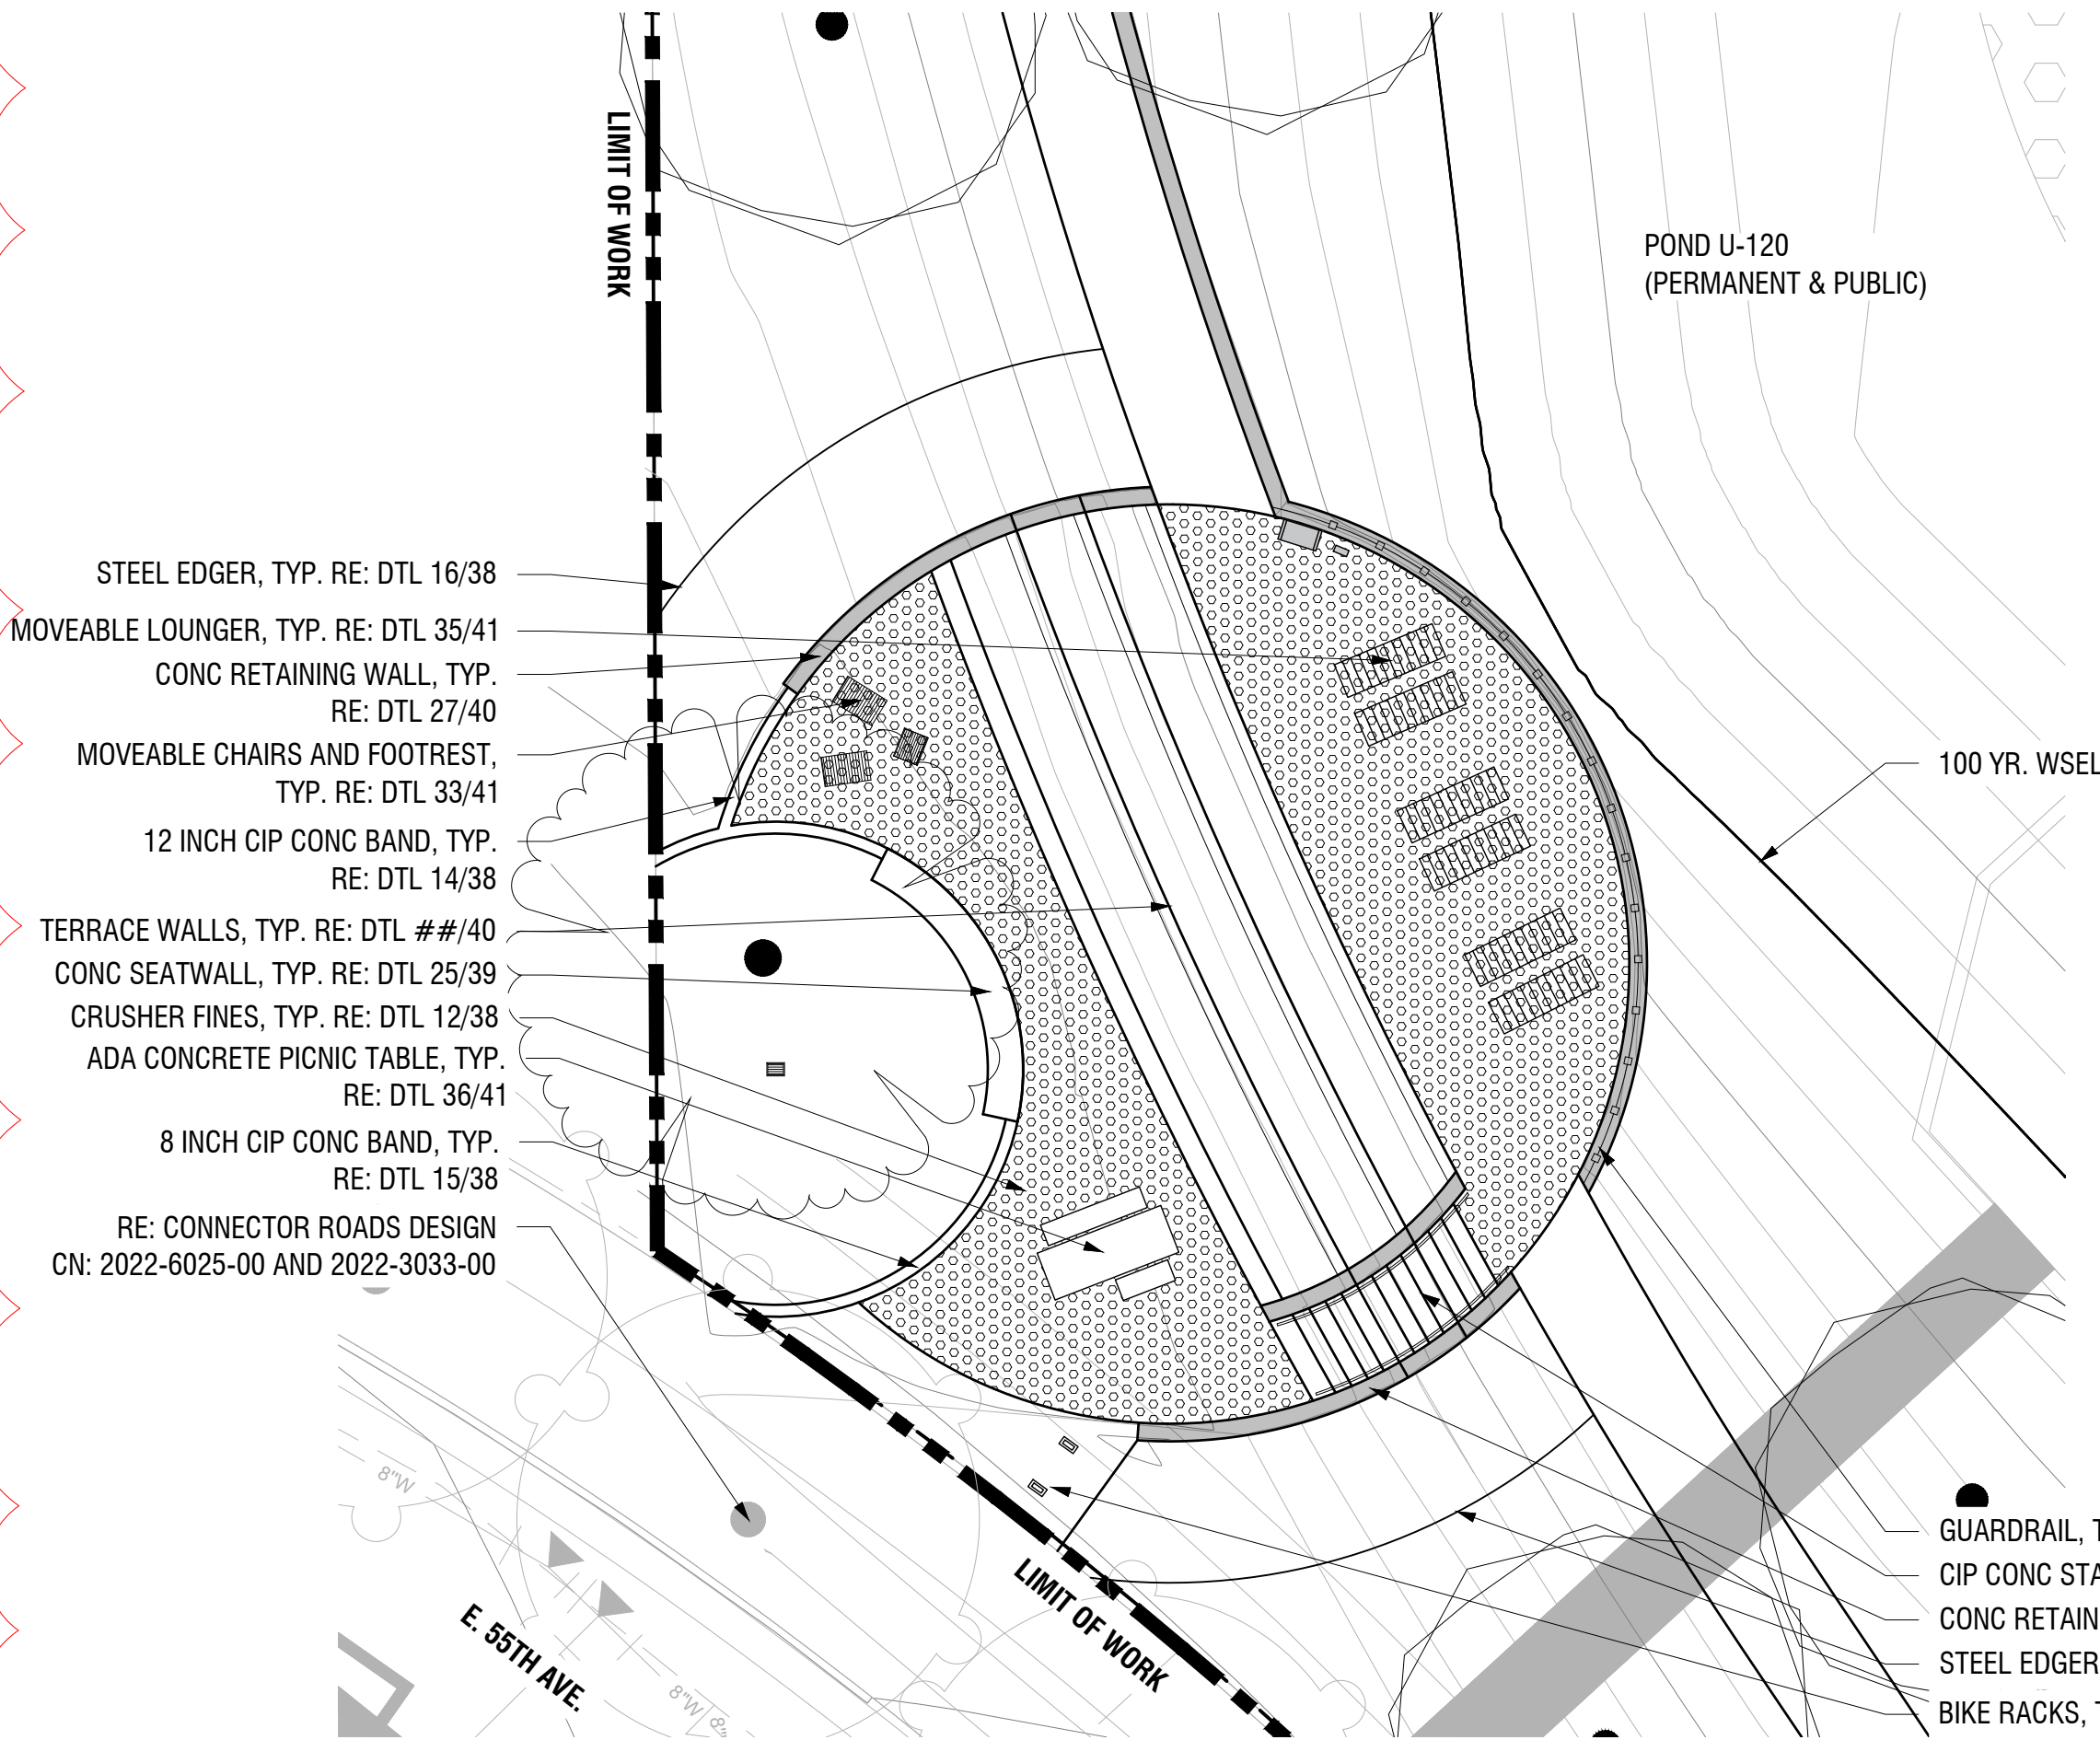 LIMIT OF WORK
POND U-120
(PERMANENT & PUBLIC)
STEEL EDGER, TYP. RE: DTL 16/38
MOVEABLE LOUNGER, TYP. RE: DTL 35/41
CONC RETAINING WALL, TYP.
RE: DTL 27/40
MOVEABLE CHAIRS AND FOOTREST,
TYP. RE: DTL 33/41
12 INCH CIP CONC BAND, TYP.
RE: DTL 14/38
TERRACE WALLS, TYP. RE: DTL ##/40
CONC SEATWALL, TYP. RE: DTL 25/39
CRUSHER FINES, TYP. RE: DTL 12/38
ADA CONCRETE PICNIC TABLE, TYP.
RE: DTL 36/41
8 INCH CIP CONC BAND, TYP.
RE: DTL 15/38
RE: CONNECTOR ROADS DESIGN
CN: 2022-6025-00 AND 2022-3033-00
100 YR. WSEL
8"W
E. 55TH AVE.
8"W
8"
LIMIT OF WORK
GUARDRAIL,
CIP CONC
CONC
STEEL EDGER
BIKE RACKS,